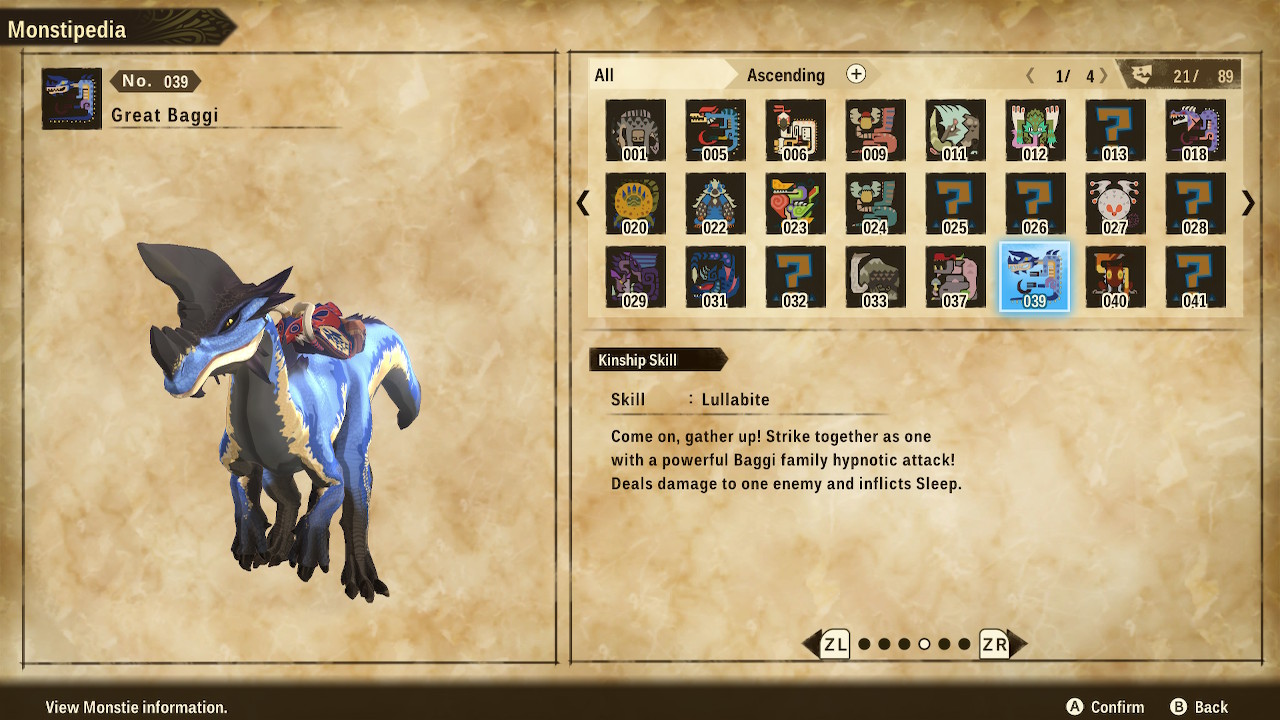 Monstipedia
No. 039
Great Baggi
All
Ascending
1/ 4
21/ 89
001 005 006 009 011 012 013 018
020 022 023 024 025 026 027 028
029 031 032 033 037 039 040 041
Kinship Skill
Skill : Lullabite
Come on, gather up! Strike together as one
with a powerful Baggi family hypnotic attack!
Deals damage to one enemy and inflicts Sleep.
ZL ZR
View Monstie information.
A Confirm B Back